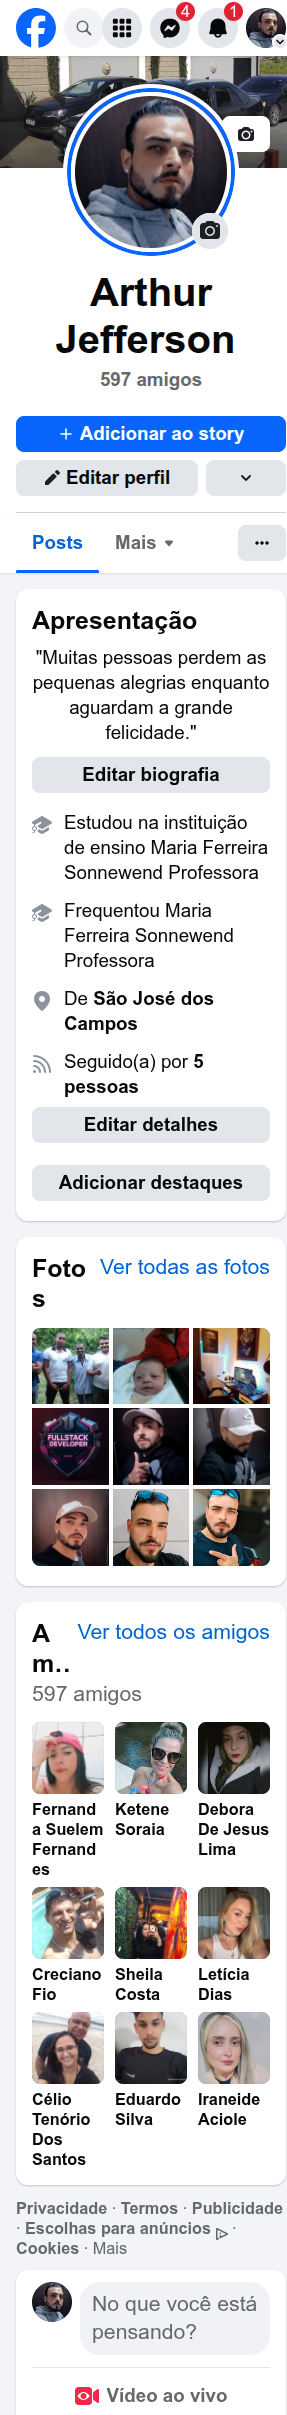 4
1
Arthur
Jefferson
597 amigos
+ Adicionar ao story
Editar perfil
Posts
Mais
Apresentação
"Muitas pessoas perdem as
pequenas alegrias enquanto
aguardam a grande
felicidade."
Editar biografia
Estudou na instituição
de ensino Maria Ferreira
Sonnewend Professora
Frequentou Maria
Ferreira Sonnewend
Professora
De São José dos
Campos
Seguido(a) por 5
pessoas
Editar detalhes
Adicionar destaques
Foto Ver todas as fotos
s
FULLSTACK
DEVELOPER
A Ver todos os amigos
m..
597 amigos
Fernand Ketene Debora
a Suelem Soraia De Jesus
Fernand Lima
es
Creciano Sheila Letícia
Fio Costa Dias
Célio Eduardo Iraneide
Tenório Silva Aciole
Dos
Santos
Privacidade · Termos · Publicidade
· Escolhas para anúncios ·
Cookies · Mais
No que você está
pensando?
Vídeo ao vivo